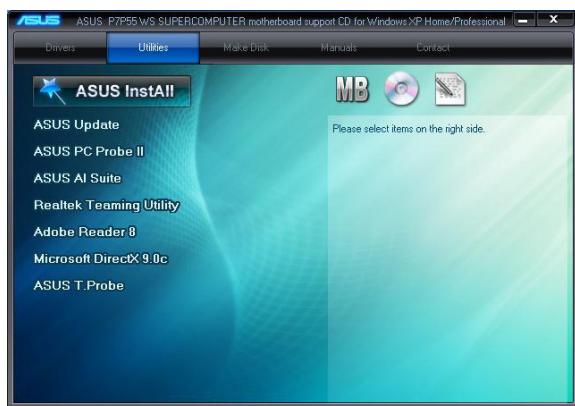 ASUS ASUS P7P55 WS SUPERCOMPUTER motherboard support CD for Windows XP Home/Professional
Drivers Utilities Make Disk Manuals Contact
ASUS InstAll
MB
ASUS Update
Please select items on the right side.
ASUS PC Probe II
ASUS AI Suite
Realtek Teaming Utility
Adobe Reader 8
Microsoft DirectX 9.0c
ASUS T.Probe